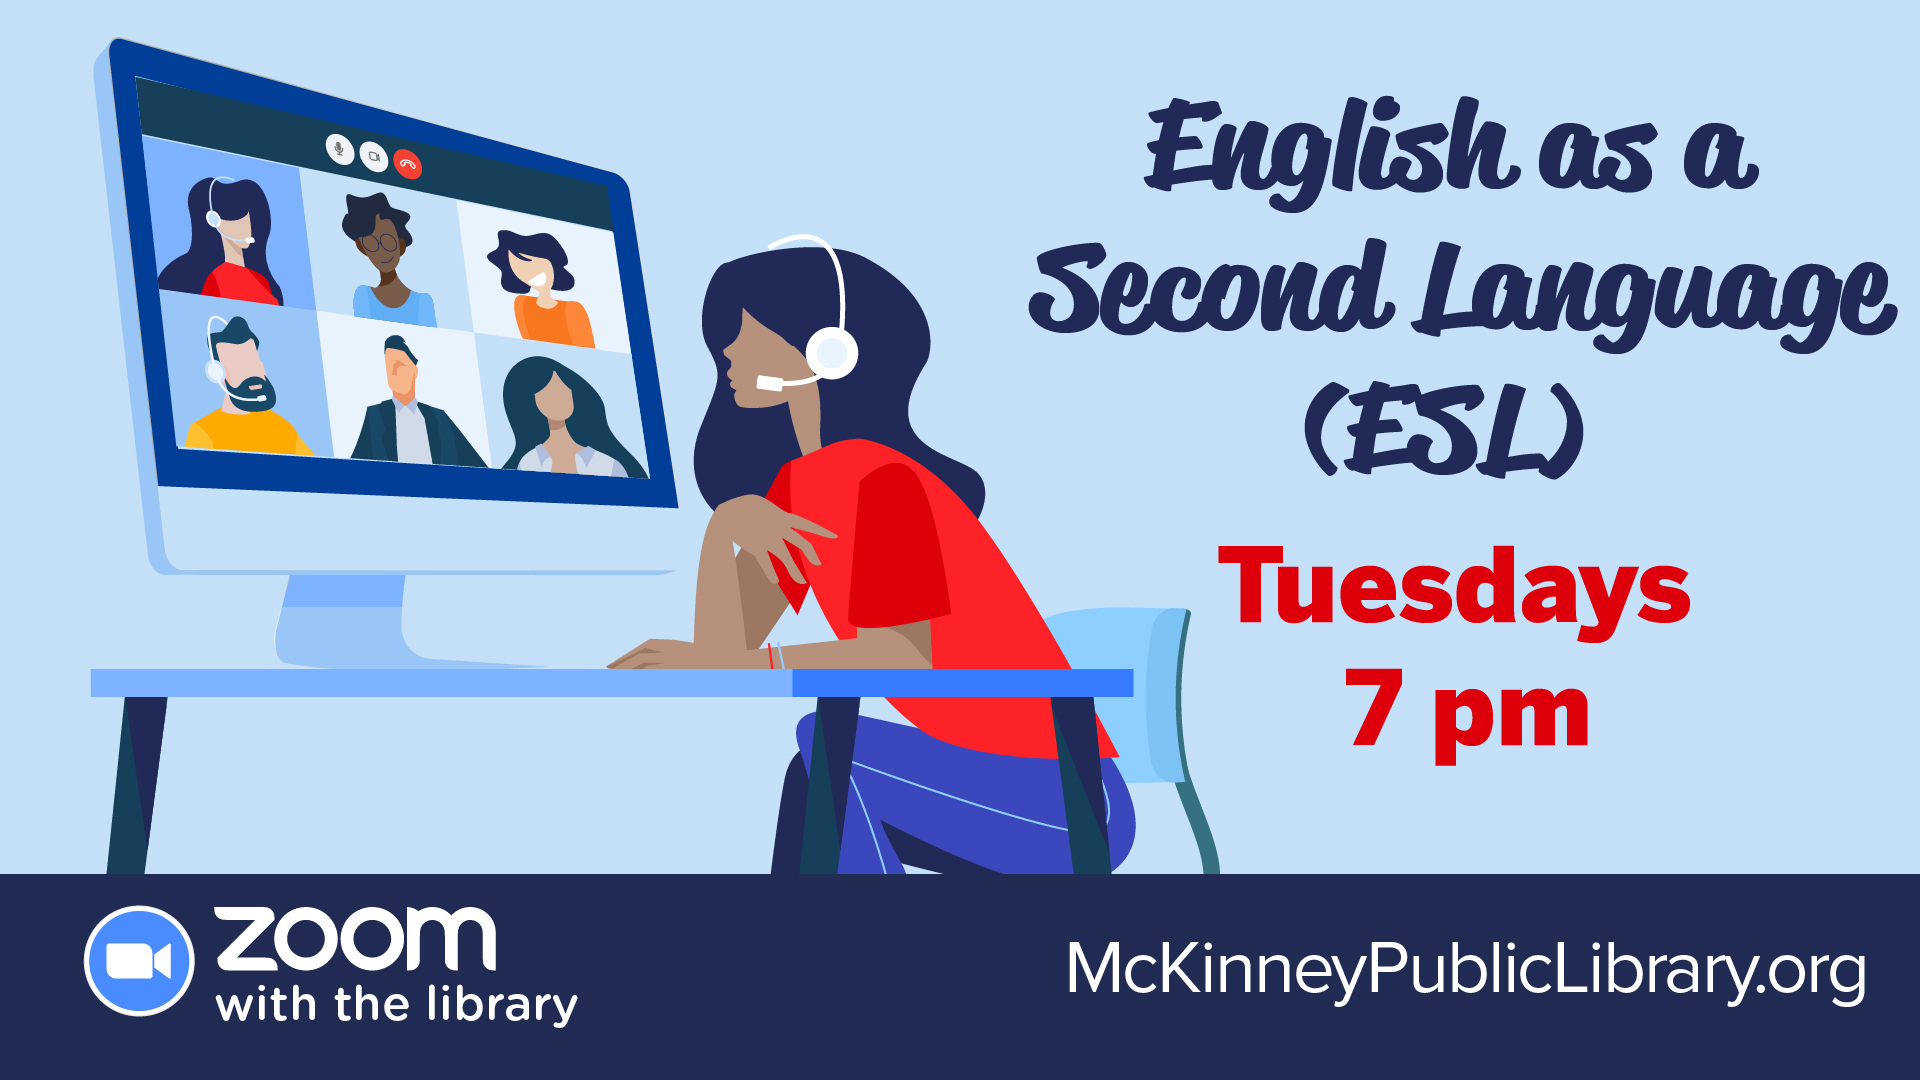 English as a
Second Language
(ESL)
Tuesdays
7 pm
zoom
with the library
McKinneyPublicLibrary.org